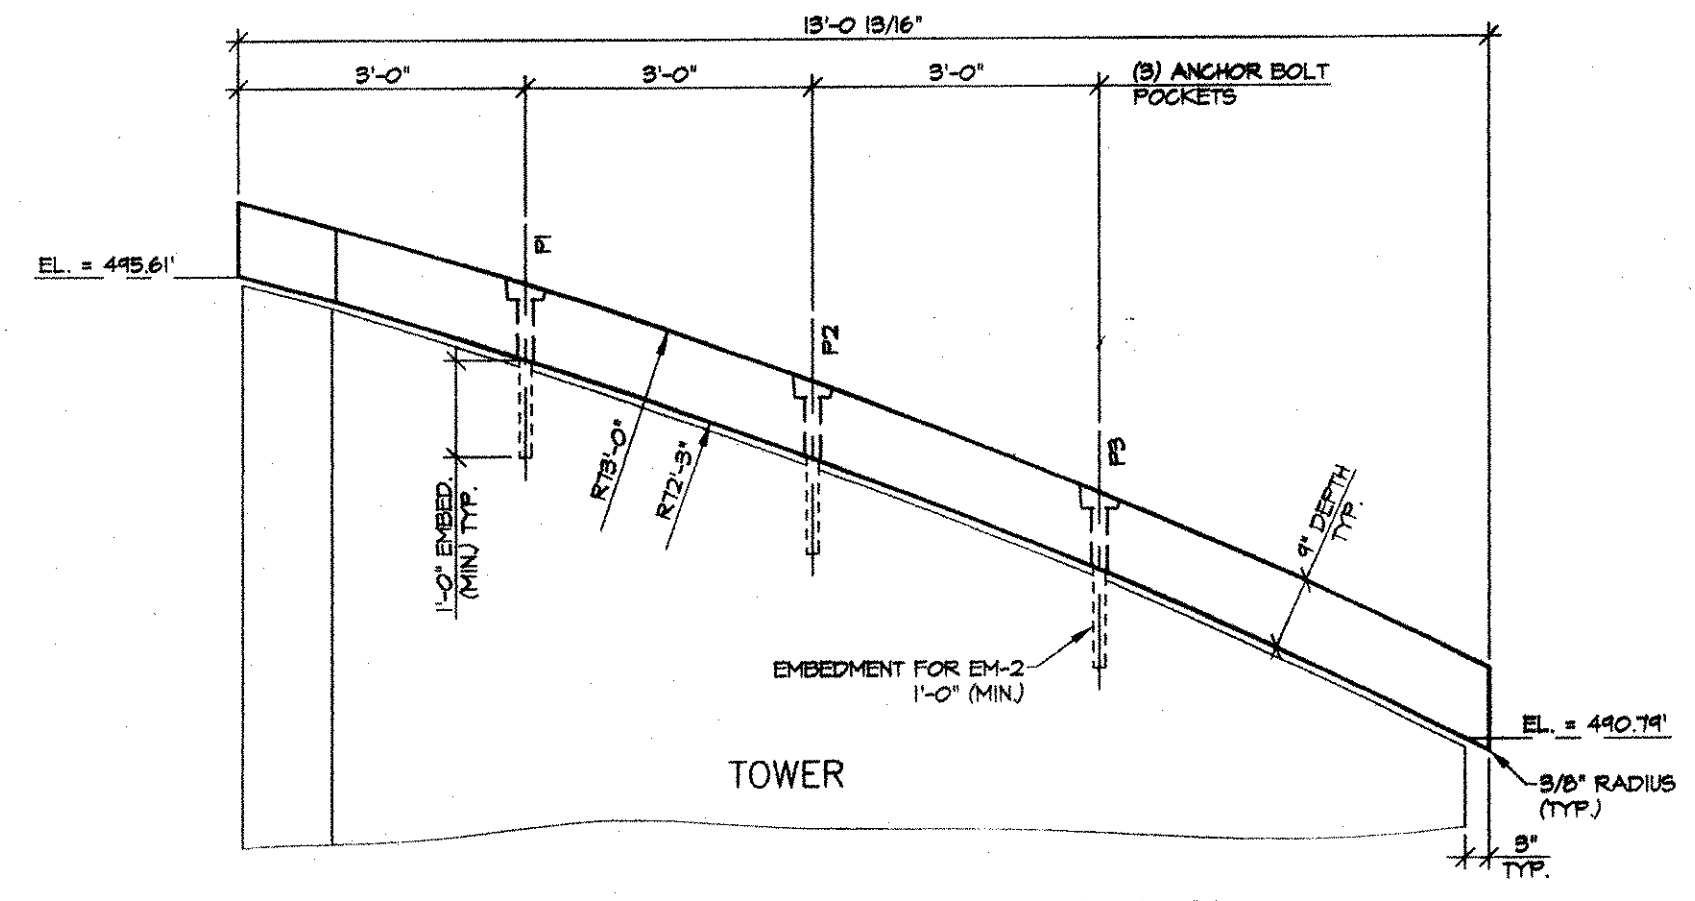 13'-0 13/16"
3'-0"
3'-0"
3'-0"
(3) ANCHOR BOLT
POCKETS
P1
EL. = 495.61'
P2
P3
R73'-0"
R72'-3"
9" DEPTH
TYP.
1'-0" EMBED.
(MIN.) TYP.
EMBEDMENT FOR EM-2
1'-0" (MIN.)
EL. = 490.79'
TOWER
3/8" RADIUS
(TYP.)
3"
TYP.